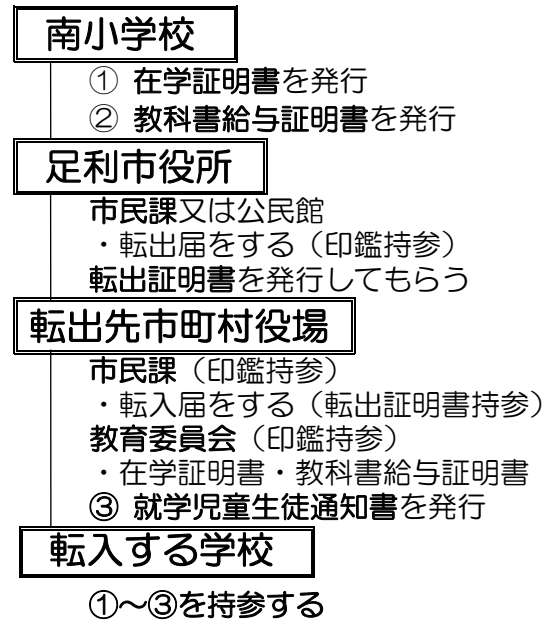 南小学校
① 在学証明書を発行
② 教科書給与証明書を発行
足利市役所
市民課又は公民館
・転出届をする（印鑑持参）
転出証明書を発行してもらう
転出先市町村役場
市民課（印鑑持参）
・転入届をする（転出証明書持参）
教育委員会（印鑑持参）
・在学証明書・教科書給与証明書
③ 就学児童生徒通知書を発行
転入する学校
①～③を持参する